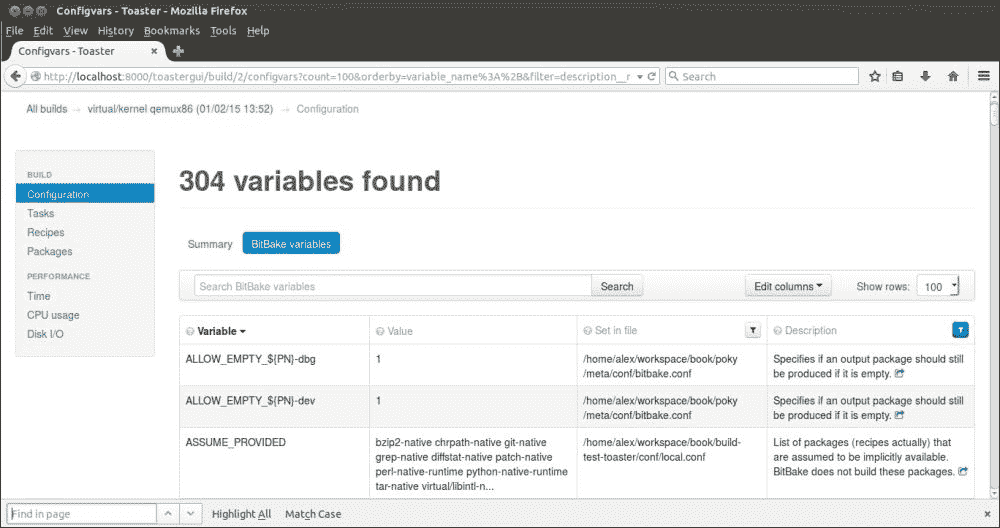 Configvars - Toaster - Mozilla Firefox
File Edit View History Bookmarks Tools Help
Configvars - Toaster
http://localhost:8000/toastergui/build/2/configvars?count=100&orderby=variable_name%3A%2B&filter=description__r
Search
All builds → virtual/kernel qemux86 (01/02/15 13:52) → Configuration
BUILD
Configuration
Tasks
Recipes
Packages
PERFORMANCE
Time
CPU usage
Disk I/O
304 variables found
Summary BitBake variables
Search BitBake variables Search Edit columns Show rows: 100
Variable Value Set in file Description
ALLOW_EMPTY_${PN}-dbg 1 /home/alex/workspace/book/poky Specifies if an output package should still
/meta/conf/bitbake.conf be produced if it is empty.
ALLOW_EMPTY_${PN}-dev 1 /home/alex/workspace/book/poky Specifies if an output package should still
/meta/conf/bitbake.conf be produced if it is empty.
ASSUME_PROVIDED bzip2-native chrpath-native git-native /home/alex/workspace/book/build- List of packages (recipes actually) that
grep-native diffstat-native patch-native test-toaster/conf/local.conf are assumed to be implicitly available.
perl-native-runtime python-native-runtime BitBake does not build these packages.
tar-native virtual/libintl-n...
Find in page Highlight All Match Case